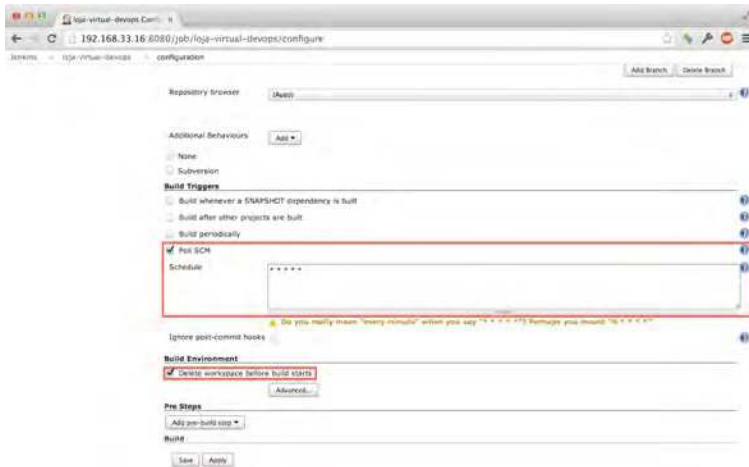 loja-virtual-devops Conf
192.168.33.16:8080/job/loja-virtual-devops/configure
Jenkins loja-virtual-devops configuration
Add Branch Delete Branch
Repository browser (Auto)
Additional Behaviours Add
None
Subversion
Build Triggers
Build whenever a SNAPSHOT dependency is built
Build after other projects are built
Build periodically
Poll SCM
Schedule * * * * *
Do you really mean "every minute" when you say "* * * * *"? Perhaps you meant "H * * * *"
Ignore post-commit hooks
Build Environment
Delete workspace before build starts
Advanced...
Pre Steps
Add pre-build step
Build
Save Apply